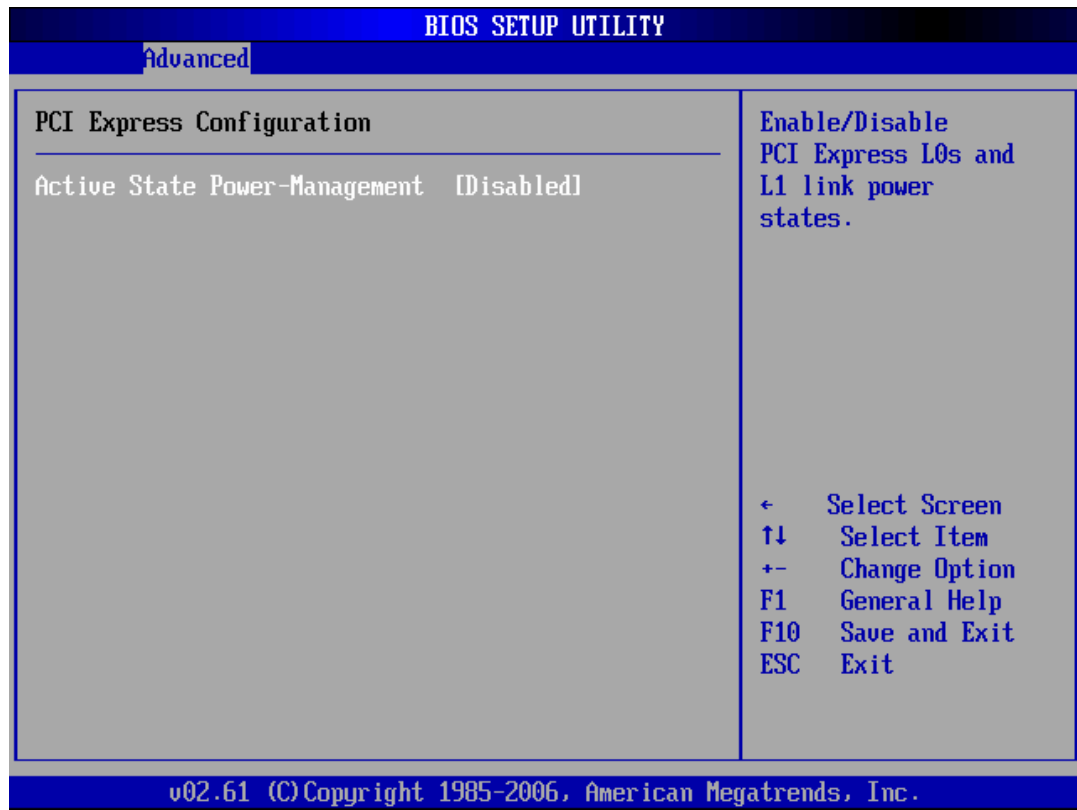 BIOS SETUP UTILITY
Advanced
PCI Express Configuration
Active State Power-Management [Disabled]
Enable/Disable
PCI Express L0s and
L1 link power
states.
← Select Screen
↑↓ Select Item
+- Change Option
F1 General Help
F10 Save and Exit
ESC Exit
v02.61 (C)Copyright 1985-2006, American Megatrends, Inc.